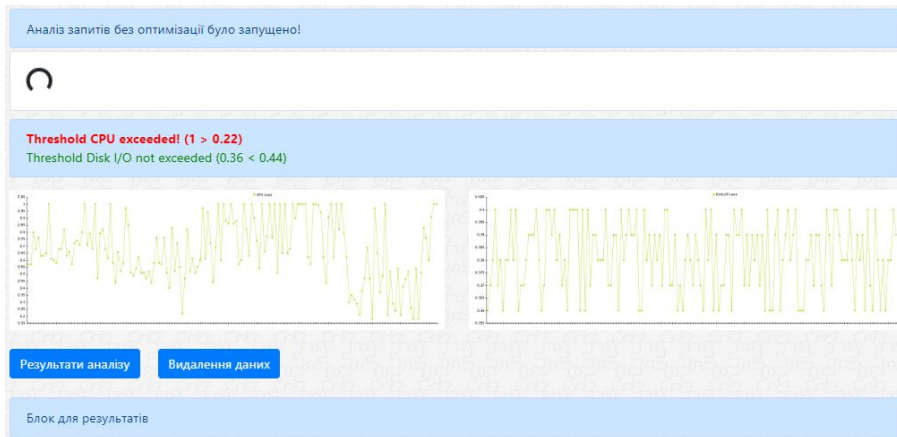 Аналіз запитів без оптимізації було запущено!
Threshold CPU exceeded! (1 > 0.22)
Threshold Disk I/O not exceeded (0.36 < 0.44)
Результати аналізу
Видалення даних
Блок для результатів